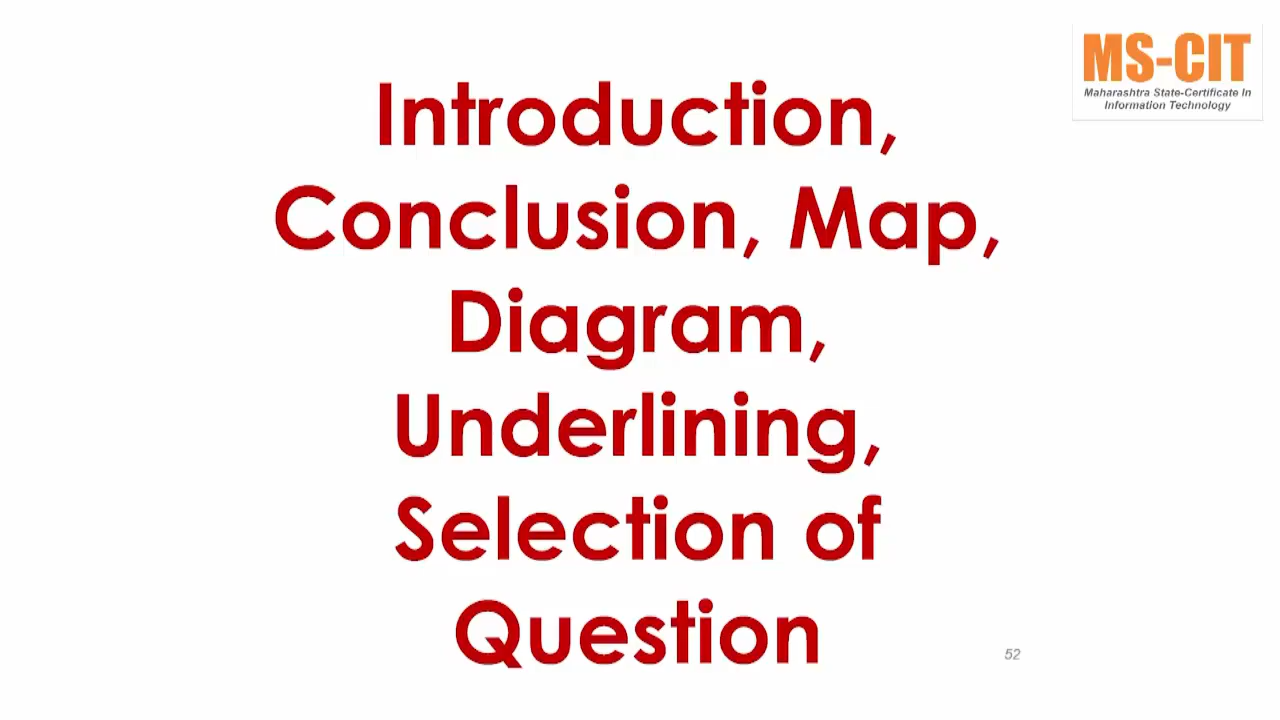 MS-CIT
Maharashtra State-Certificate In
Information Technology
Introduction,
Conclusion, Map,
Diagram,
Underlining,
Selection of
Question
52